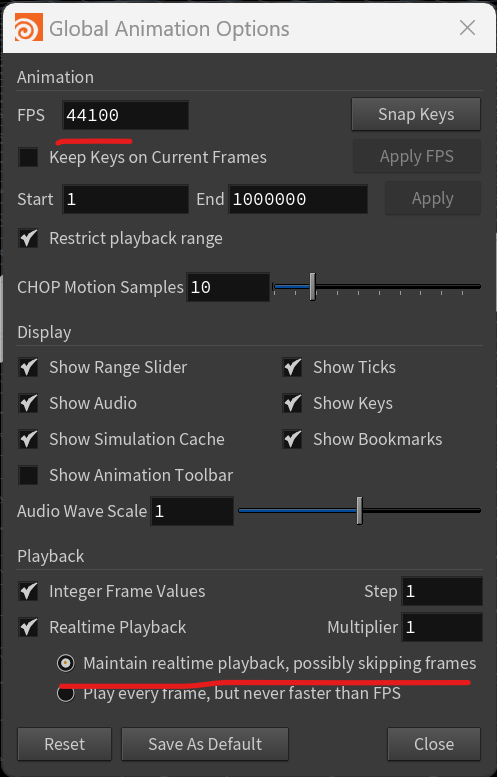 Global Animation Options
Animation
FPS 44100 Snap Keys
Keep Keys on Current Frames Apply FPS
Start 1 End 1000000 Apply
Restrict playback range
CHOP Motion Samples 10
Display
Show Range Slider Show Ticks
Show Audio Show Keys
Show Simulation Cache Show Bookmarks
Show Animation Toolbar
Audio Wave Scale 1
Playback
Integer Frame Values Step 1
Realtime Playback Multiplier 1
Maintain realtime playback, possibly skipping frames
Play every frame, but never faster than FPS
Reset Save As Default Close